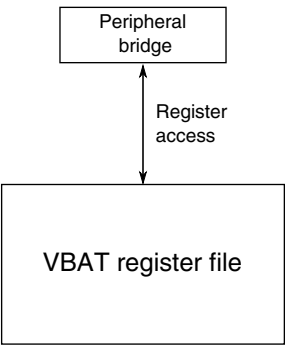 Peripheral
bridge
Register
access
VBAT register file